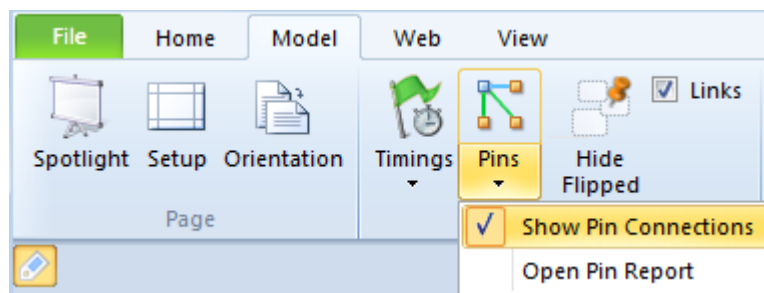 File Home Model Web View
Spotlight Setup Orientation Timings Pins Hide Flipped Links
Page
Show Pin Connections
Open Pin Report